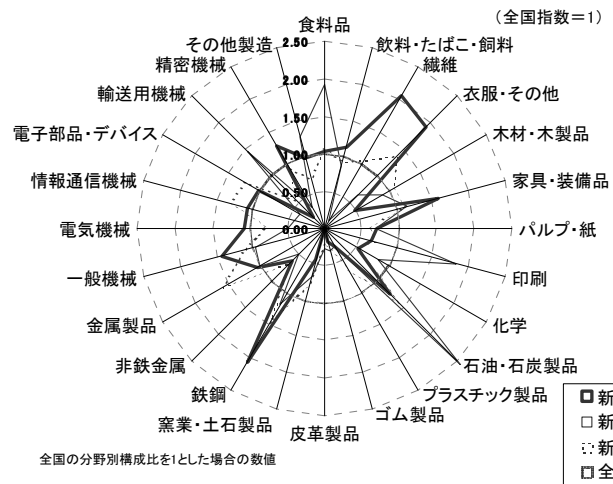 (全国指数=1)
食料品
飲料・たばこ・飼料
繊維
衣服・その他
木材・木製品
家具・装備品
パルプ・紙
印刷
化学
石油・石炭製品
プラスチック製品
ゴム製品
皮革製品
窯業・土石製品
鉄鋼
非鉄金属
金属製品
一般機械
電気機械
情報通信機械
電子部品・デバイス
輸送用機械
精密機械
その他製造
2.50
2.00
1.50
1.00
0.50
0.00
新
新
新
全
全国の分野別構成比を1とした場合の数値